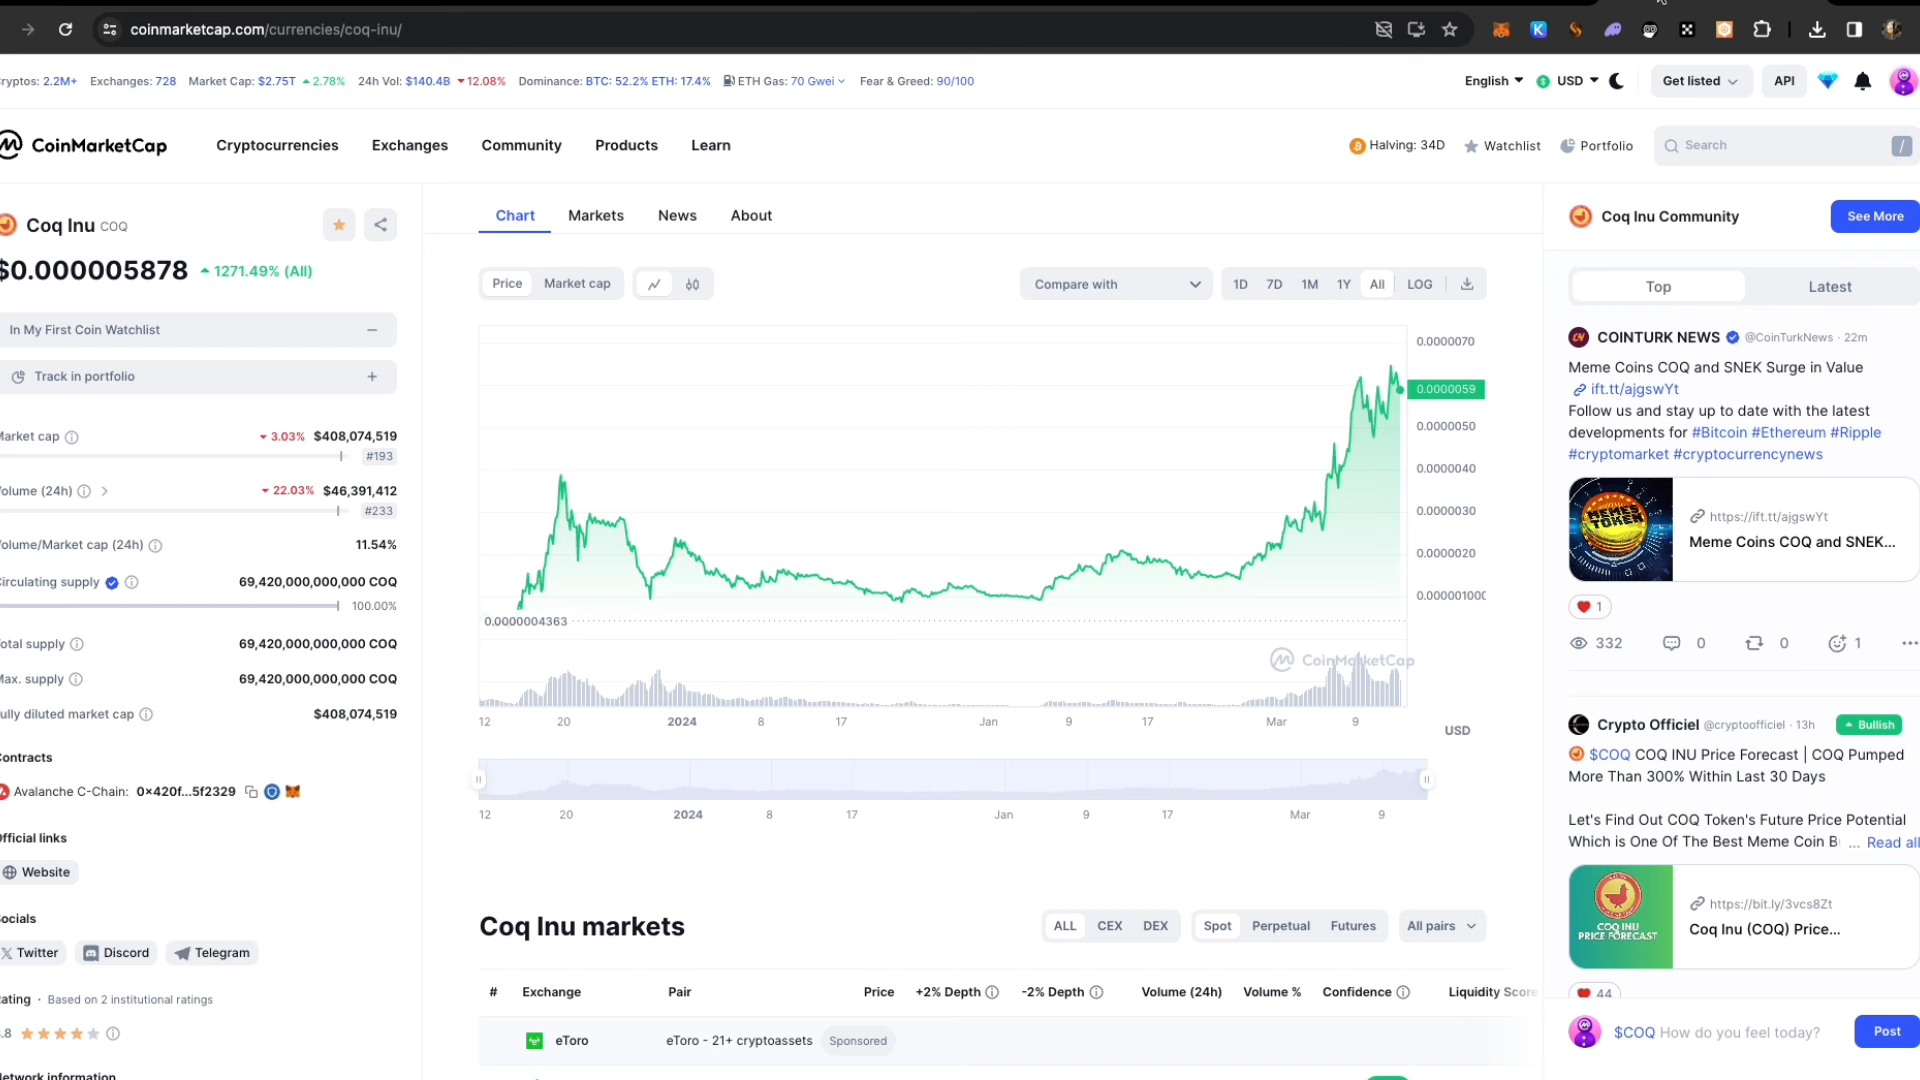 coinmarketcap.com/currencies/coq-inu/
ryptos: 2.2M+ Exchanges: 728 Market Cap: $2.75T 2.78% 24h Vol: $140.4B 12.08% Dominance: BTC: 52.2% ETH: 17.4% ETH Gas: 70 Gwei Fear & Greed: 90/100
English USD Get listed API
CoinMarketCap Cryptocurrencies Exchanges Community Products Learn
Halving: 34D Watchlist Portfolio Search /
Coq Inu COQ
$0.000005878 1271.49% (All)
In My First Coin Watchlist
Track in portfolio
Market cap 3.03% $408,074,519
#193
Volume (24h) 22.03% $46,391,412
#233
Volume/Market cap (24h) 11.54%
Circulating supply 69,420,000,000,000 COQ
100.00%
Total supply 69,420,000,000,000 COQ
Max. supply 69,420,000,000,000 COQ
ully diluted market cap $408,074,519
Contracts
Avalanche C-Chain: 0x420f...5f2329
Official links
Website
Socials
Twitter Discord Telegram
Rating · Based on 2 institutional ratings
.8
Network information
Chart Markets News About
Price Market cap
Compare with
1D 7D 1M 1Y All LOG
0.0000070
0.0000059
0.0000050
0.0000040
0.0000030
0.0000020
0.000001000
0.0000004363
CoinMarketCap
12 20 2024 8 17 Jan 9 17 Mar 9
USD
12 20 2024 8 17 Jan 9 17 Mar 9
Coq Inu markets
ALL CEX DEX Spot Perpetual Futures All pairs
# Exchange Pair Price +2% Depth -2% Depth Volume (24h) Volume % Confidence Liquidity Score
eToro eToro - 21+ cryptoassets Sponsored
Coq Inu Community See More
Top Latest
COINTURK NEWS @CoinTurkNews · 22m
Meme Coins COQ and SNEK Surge in Value
ift.tt/ajgswYt
Follow us and stay up to date with the latest
developments for #Bitcoin #Ethereum #Ripple
#cryptomarket #cryptocurrencynews
MEMES
TOKEN
https://ift.tt/ajgswYt
Meme Coins COQ and SNEK...
1
332 0 0 1
Crypto Officiel @cryptoofficiel · 13h Bullish
$COQ COQ INU Price Forecast | COQ Pumped
More Than 300% Within Last 30 Days
Let's Find Out COQ Token's Future Price Potential
Which is One Of The Best Meme Coin B ... Read all
COQ INU
PRICE FORECAST
https://bit.ly/3vcs8Zt
Coq Inu (COQ) Price...
44
$COQ How do you feel today? Post